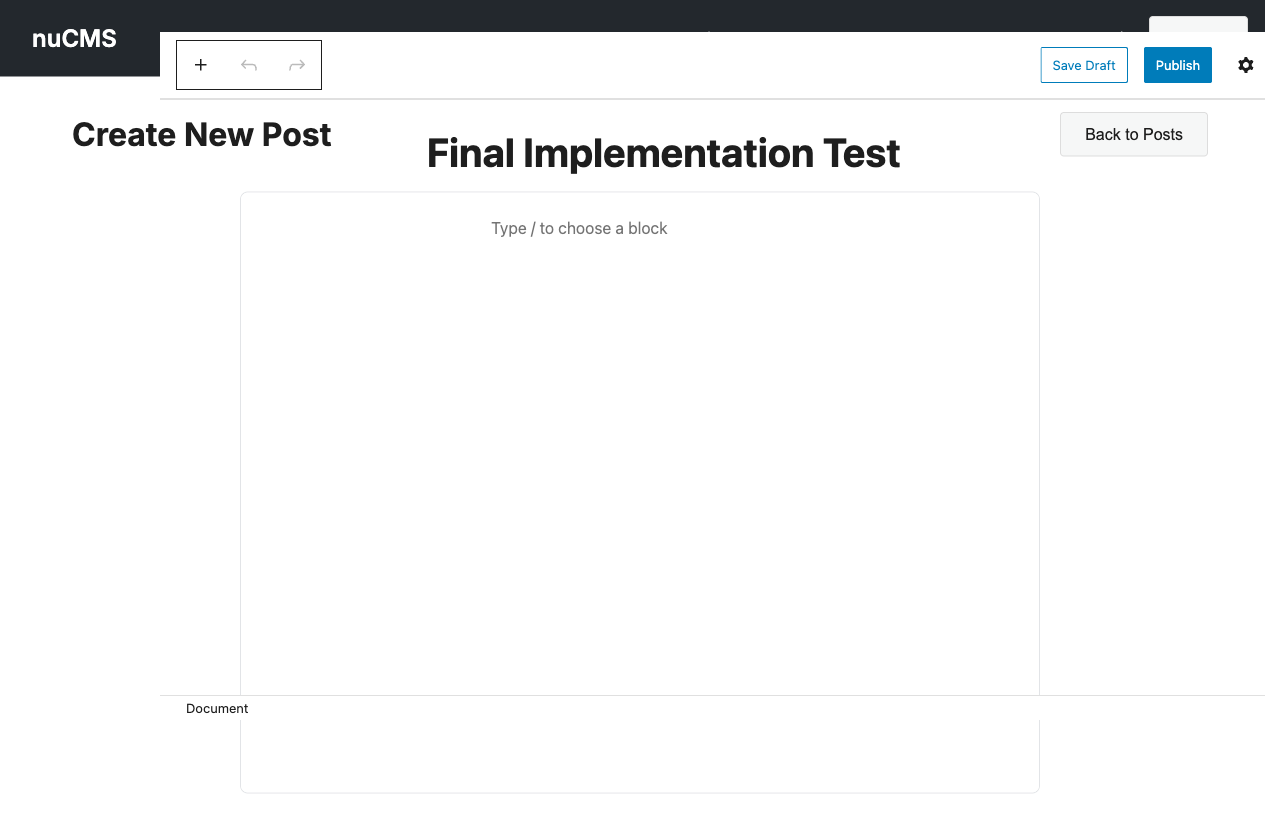 nuCMS
Save Draft
Publish
Create New Post
Final Implementation Test
Back to Posts
Type / to choose a block
Document